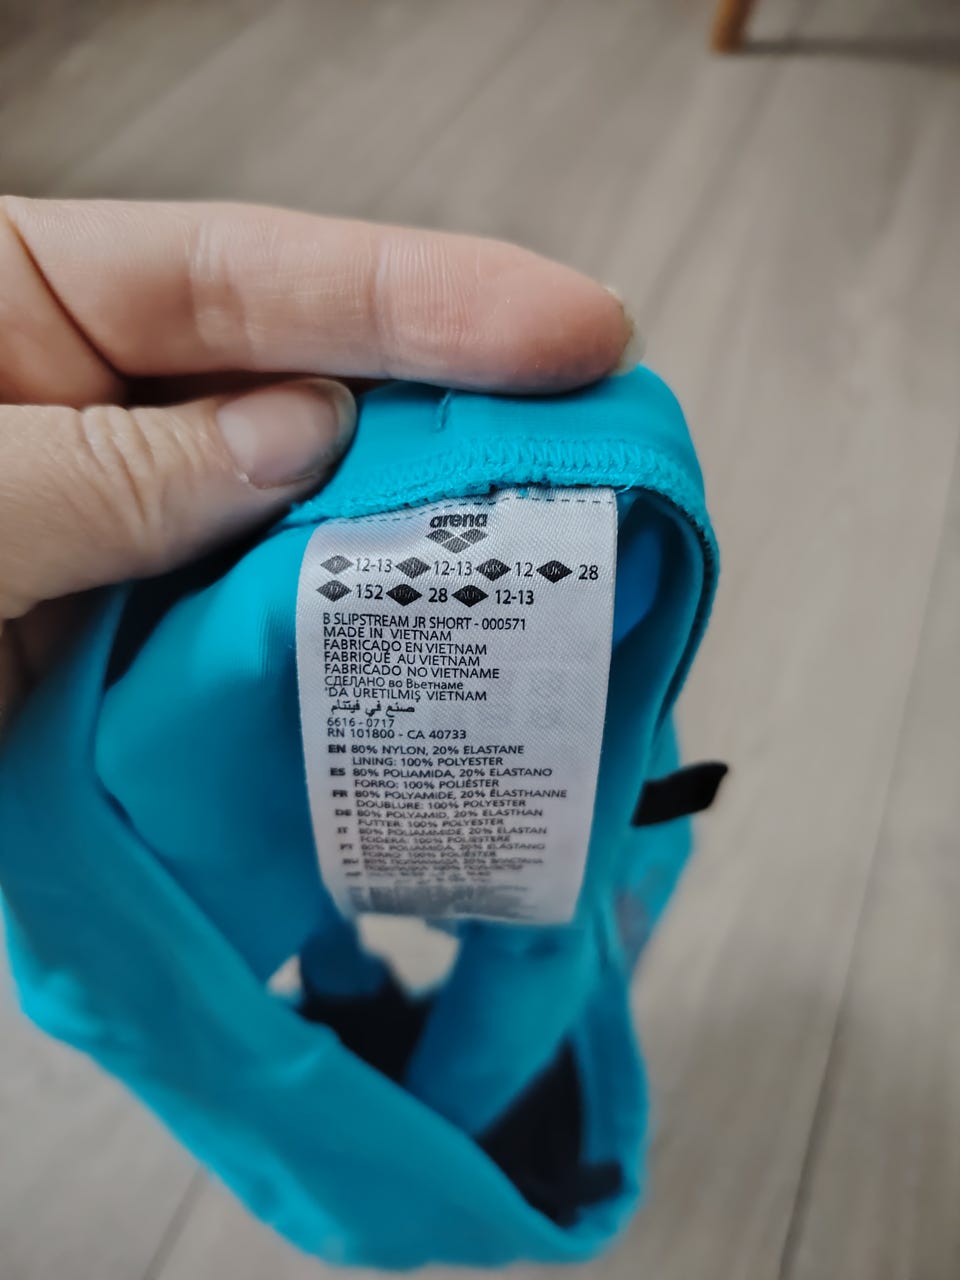 arena
12-13 12-13 MX 12 UK 28
152 USA 28 12-13
B SLIPSTREAM JR SHORT - 000571
MADE IN VIETNAM
FABRICADO EN VIETNAM
FABRIQUÉ AU VIETNAM
FABRICADO NO VIETNAME
СДЕЛАНО во Вьетнаме
'DA ÜRETILMIŞ VIETNAM
صنع في فيتنام
6616 - 0717
RN 101800 - CA 40733
EN 80% NYLON, 20% ELASTANE
LINING: 100% POLYESTER
ES 80% POLIAMIDA, 20% ELASTANO
FORRO: 100% POLIÉSTER
FR 80% POLYAMIDE, 20% ÉLASTHANNE
DOUBLURE: 100% POLYESTER
DE 80% POLYAMID, 20% ELASTHAN
FUTTER: 100% POLYESTER
IT 80% POLIAMMIDE, 20% ELASTAN
FODERA: 100% POLIESTERE
PT 80% POLIAMIDA, 20% ELASTANO
FORRO: 100% POLIÉSTER